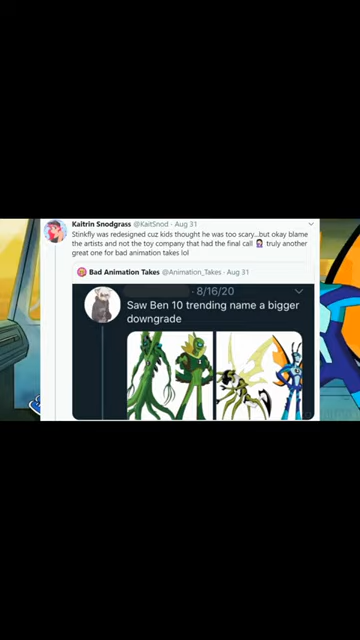 Kaitrin Snodgrass @KaitSnod · Aug 31
Stinkfly was redesigned cuz kids thought he was too scary...but okay blame
the artists and not the toy company that had the final call 🤦🏻‍♀️ truly another
great one for bad animation takes lol
Bad Animation Takes @Animation_Takes · Aug 31
· 8/16/20
Saw Ben 10 trending name a bigger
downgrade